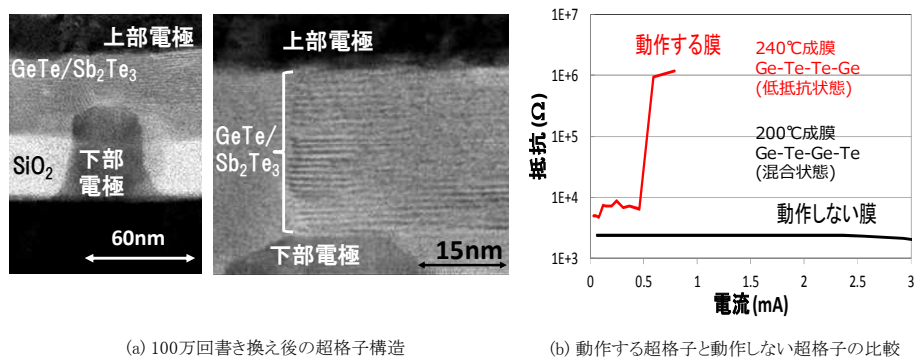 上部電極
GeTe/Sb₂Te₃
SiO₂
下部
電極
60nm
上部電極
GeTe/
Sb₂Te₃
下部電極
15nm
(a) 100万回書き換え後の超格子構造
1E+7
1E+6
1E+5
1E+4
1E+3
抵抗(Ω)
動作する膜
240℃成膜
Ge-Te-Te-Ge
(低抵抗状態)
200℃成膜
Ge-Te-Ge-Te
(混合状態)
動作しない膜
0 0.5 1 1.5 2 2.5 3
電流(mA)
(b) 動作する超格子と動作しない超格子の比較